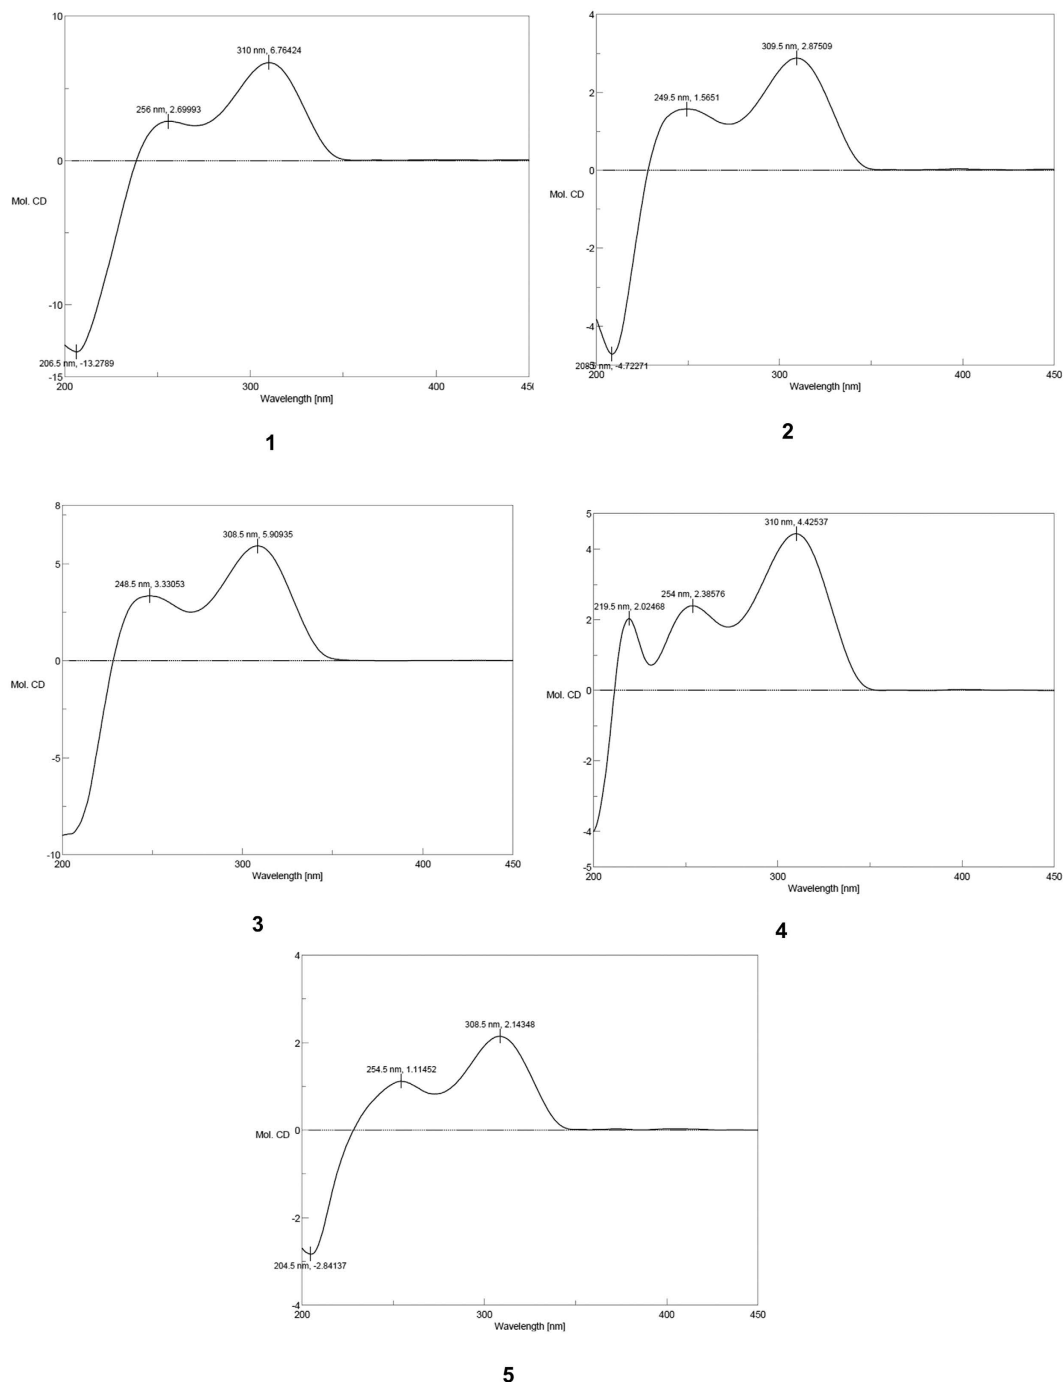 10
310 nm, 6.76424
256 nm, 2.69993
0
Mol. CD
-10
206.5 nm, -13.2789
-15
200
300
400
450
Wavelength [nm]
1
4
309.5 nm, 2.87509
249.5 nm, 1.5651
2
0
Mol. CD
-2
-4
nm, -4.72271
200
300
400
450
Wavelength [nm]
2
8
308.5 nm, 5.90935
5
248.5 nm, 3.33053
0
Mol. CD
-5
-10
200
300
400
450
Wavelength [nm]
3
5
310 nm, 4.42537
4
254 nm, 2.38576
219.5 nm, 2.02468
2
Mol. CD
0
-2
-4
-5
200
300
400
450
Wavelength [nm]
4
4
308.5 nm, 2.14348
2
254.5 nm, 1.11452
Mol. CD
0
-2
204.5 nm, -2.84137
-4
200
300
400
450
Wavelength [nm]
5